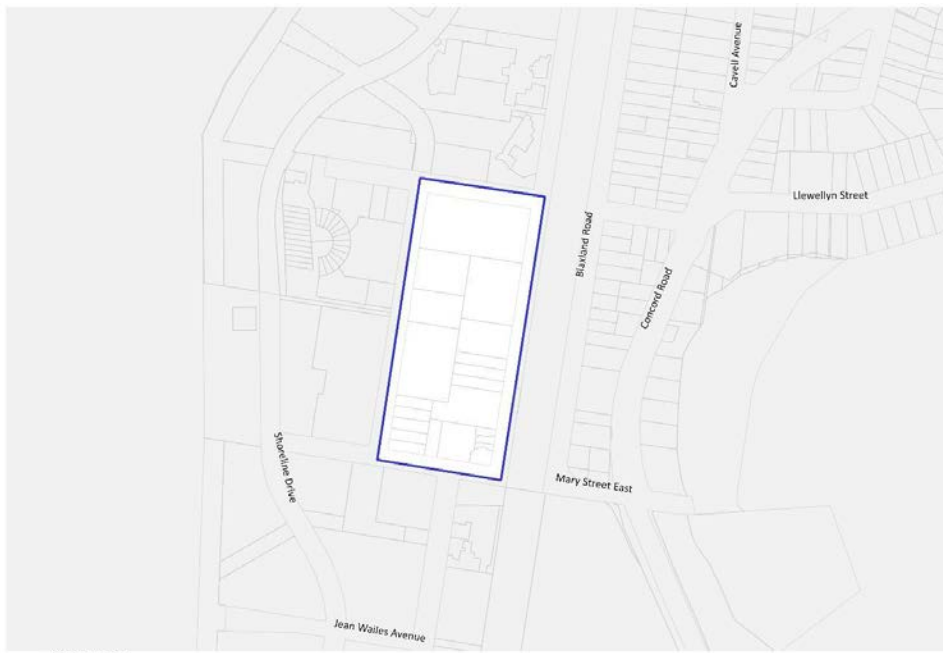 Cavell Avenue
Llewellyn Street
Blaxland Road
Concord Road
Shoreline Drive
Mary Street East
Jean Wailes Avenue